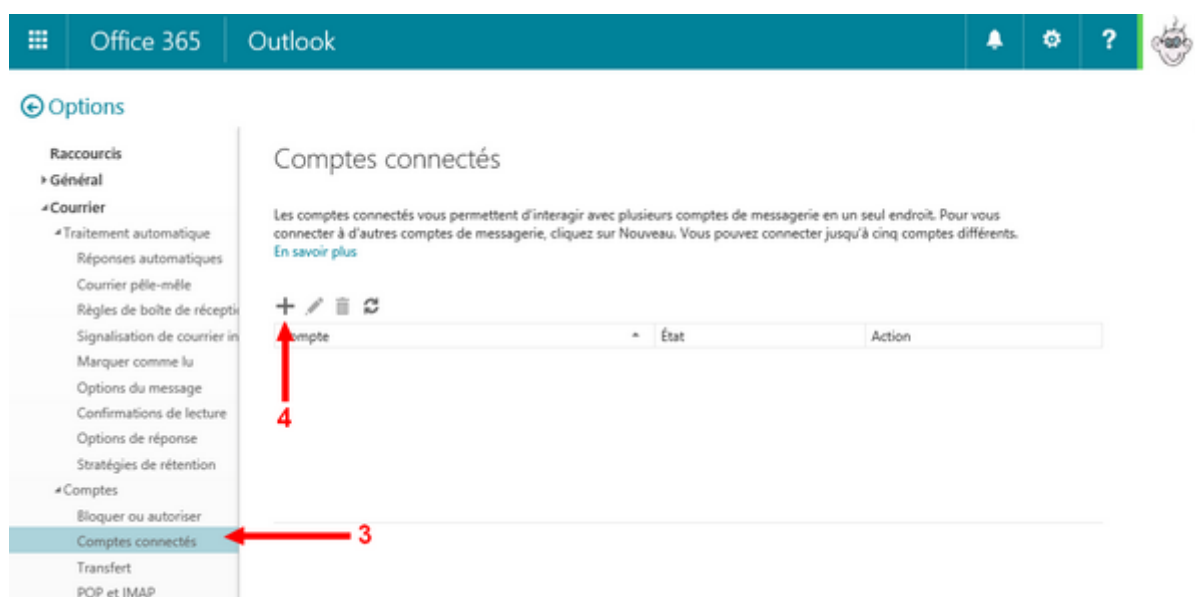 Office 365
Outlook
?
Options
Raccourcis
Général
Courrier
Traitement automatique
Réponses automatiques
Courrier pêle-mêle
Règles de boîte de réceptio
Signalisation de courrier in
Marquer comme lu
Options du message
Confirmations de lecture
Options de réponse
Stratégies de rétention
Comptes
Bloquer ou autoriser
Comptes connectés
Transfert
POP et IMAP
Comptes connectés
Les comptes connectés vous permettent d'interagir avec plusieurs comptes de messagerie en un seul endroit. Pour vous
connecter à d'autres comptes de messagerie, cliquez sur Nouveau. Vous pouvez connecter jusqu'à cinq comptes différents.
En savoir plus
Compte État Action
4
3